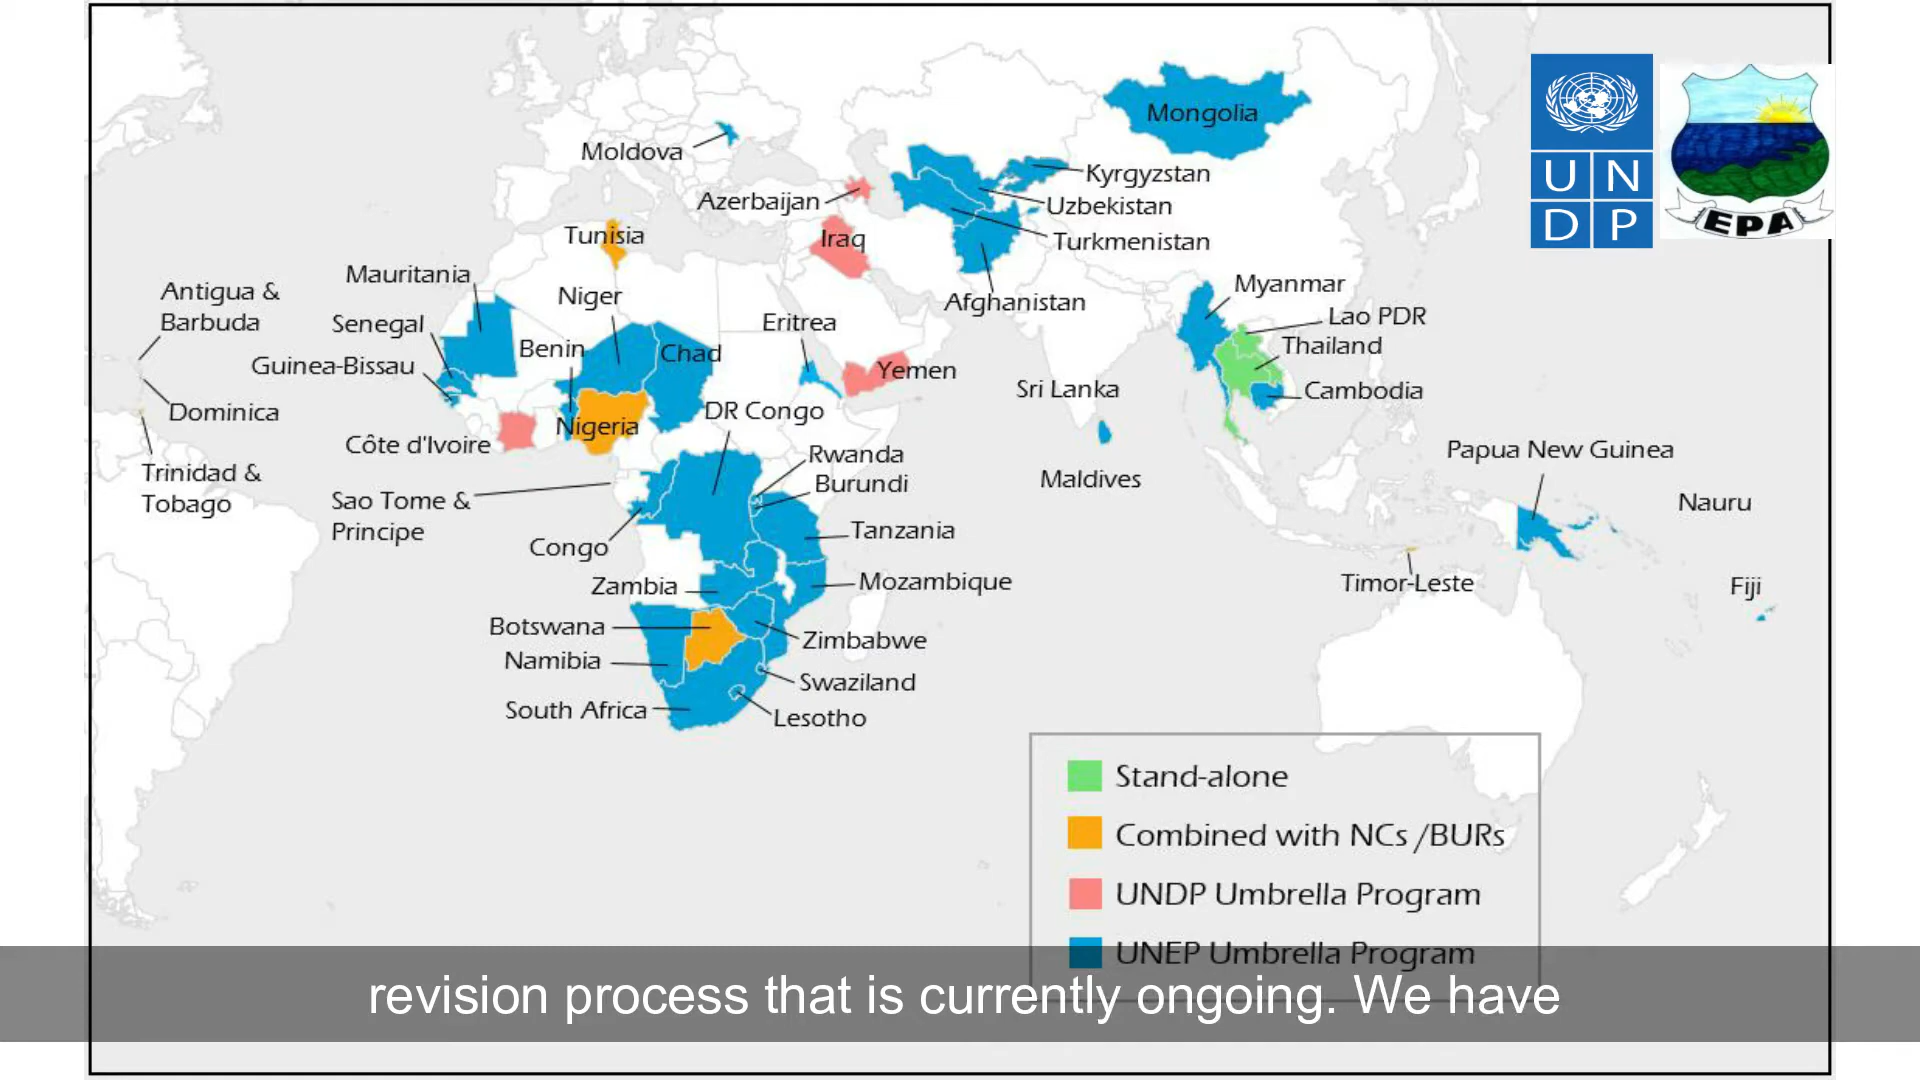 Mongolia
U N
D P
EPA
Moldova
Kyrgyzstan
Azerbaijan
Uzbekistan
Tunisia
Iraq
Turkmenistan
Mauritania
Myanmar
Antigua &
Barbuda
Niger
Afghanistan
Senegal
Eritrea
Lao PDR
Benin
Chad
Thailand
Guinea-Bissau
Yemen
Sri Lanka
Cambodia
Dominica
DR Congo
Nigeria
Côte d'Ivoire
Rwanda
Papua New Guinea
Trinidad &
Tobago
Burundi
Maldives
Sao Tome &
Principe
Nauru
Tanzania
Congo
Zambia
Mozambique
Timor-Leste
Fiji
Botswana
Zimbabwe
Namibia
Swaziland
South Africa
Lesotho
Stand-alone
Combined with NCs /BURs
UNDP Umbrella Program
UNEP Umbrella Program
revision process that is currently ongoing. We have